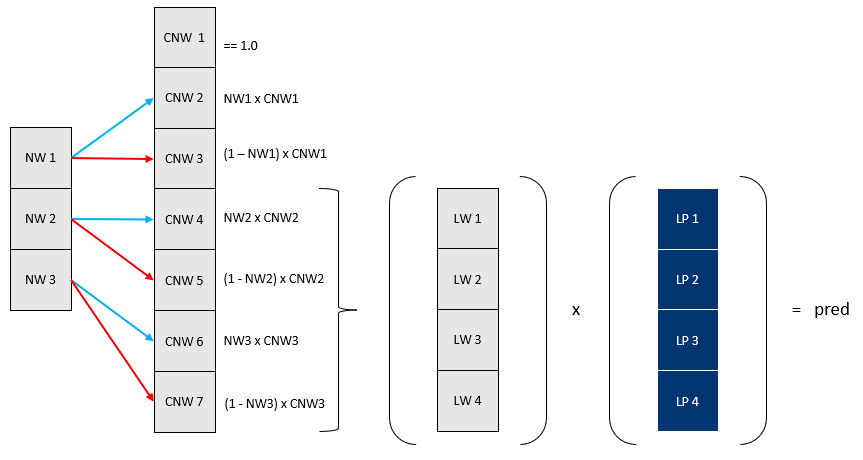 CNW 1
== 1.0
CNW 2
NW1 x CNW1
NW 1
CNW 3
(1 – NW1) x CNW1
NW 2
CNW 4
NW2 x CNW2
LW 1
LP 1
NW 3
CNW 5
(1 - NW2) x CNW2
LW 2
LP 2
x
= pred
CNW 6
NW3 x CNW3
LW 3
LP 3
CNW 7
(1 - NW3) x CNW3
LW 4
LP 4